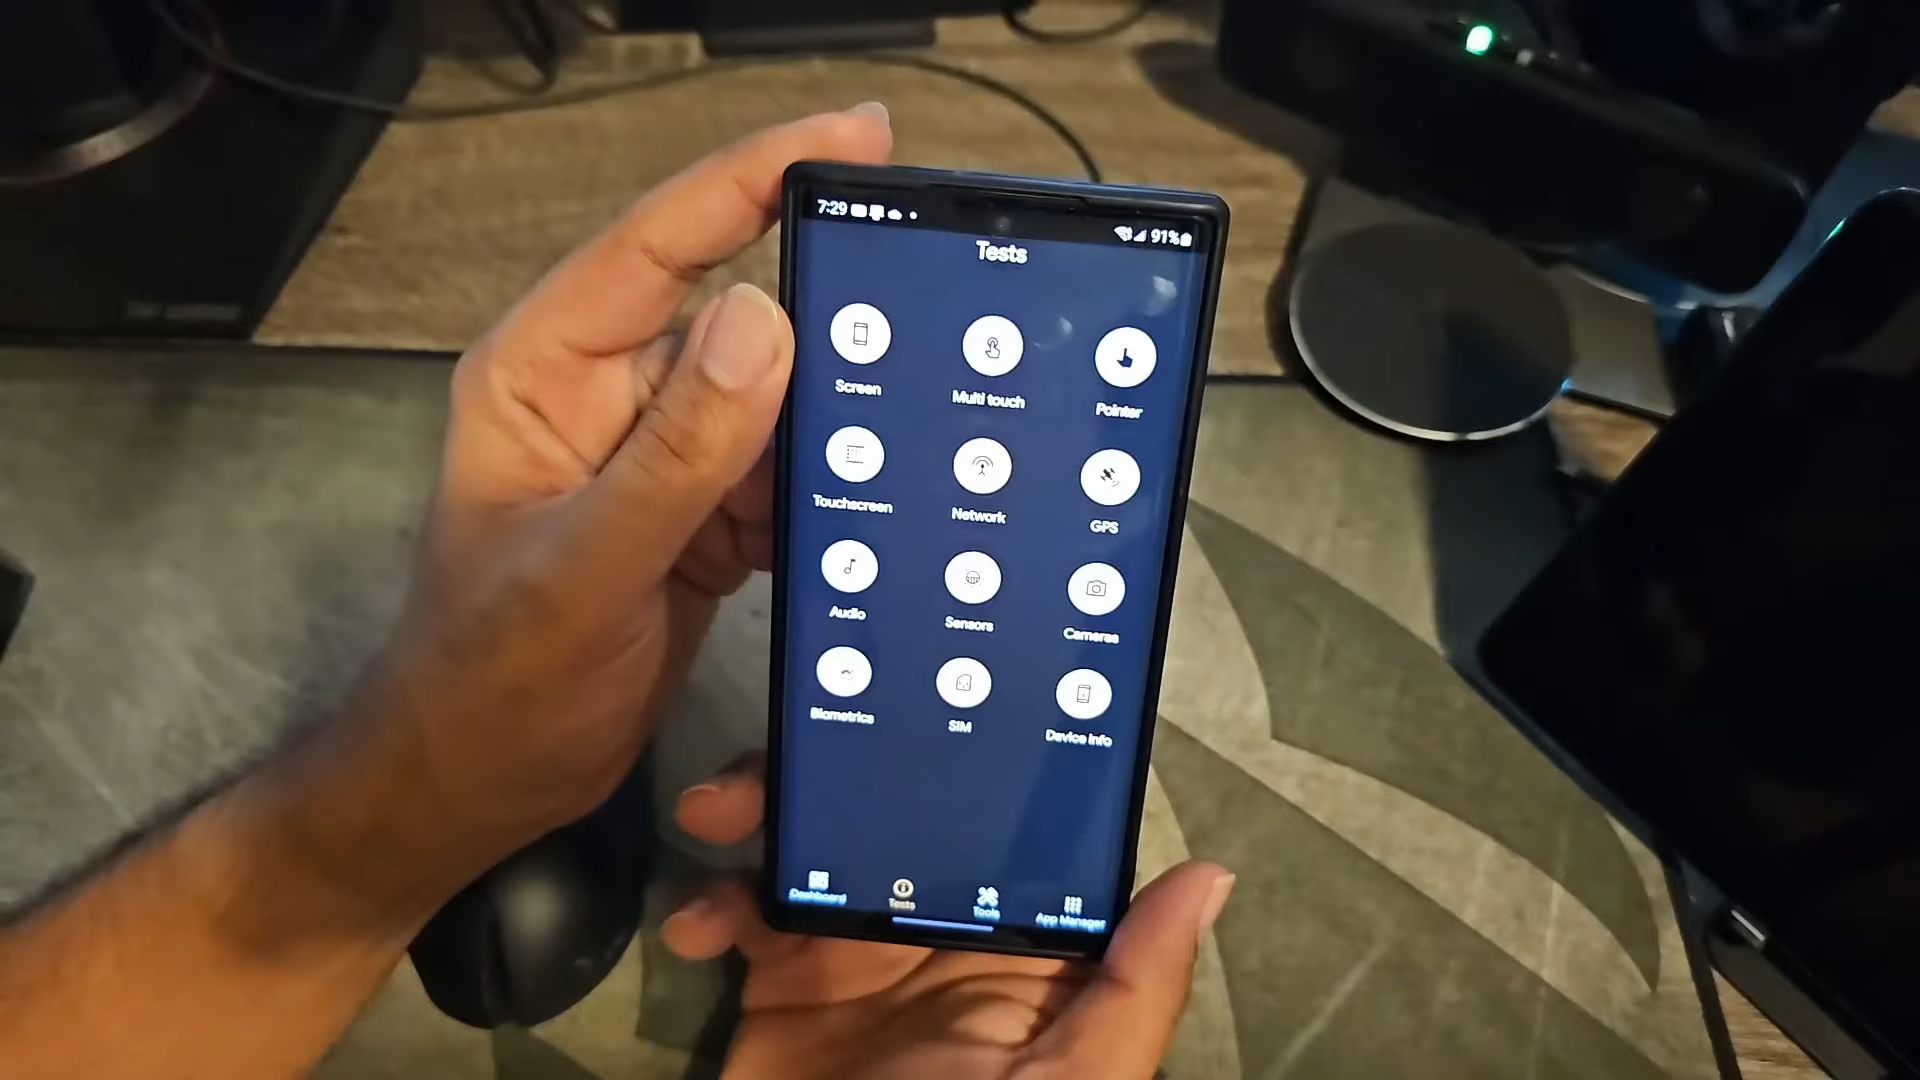 7:29
91%
Tests
Screen
Multi touch
Pointer
Touchscreen
Network
GPS
Audio
Sensors
Cameras
Biometrics
SIM
Device Info
Dashboard
Tests
Tools
App Manager